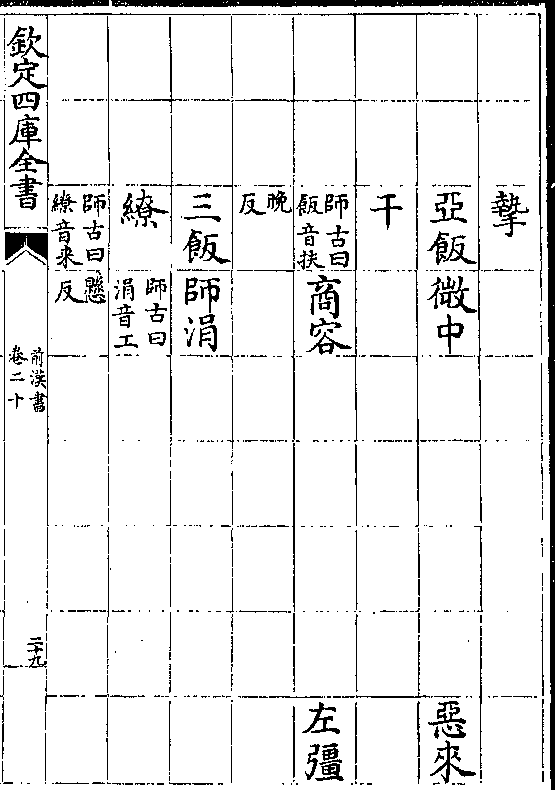 摯
亞飯微中
惡來
干
師古曰
飯音扶
商容
左彊
晚
反
三飯師涓
繚
師古曰
涓音工
師古曰
繚音來
懸
反
欽定四庫全書
前漢書
卷二十
二十九